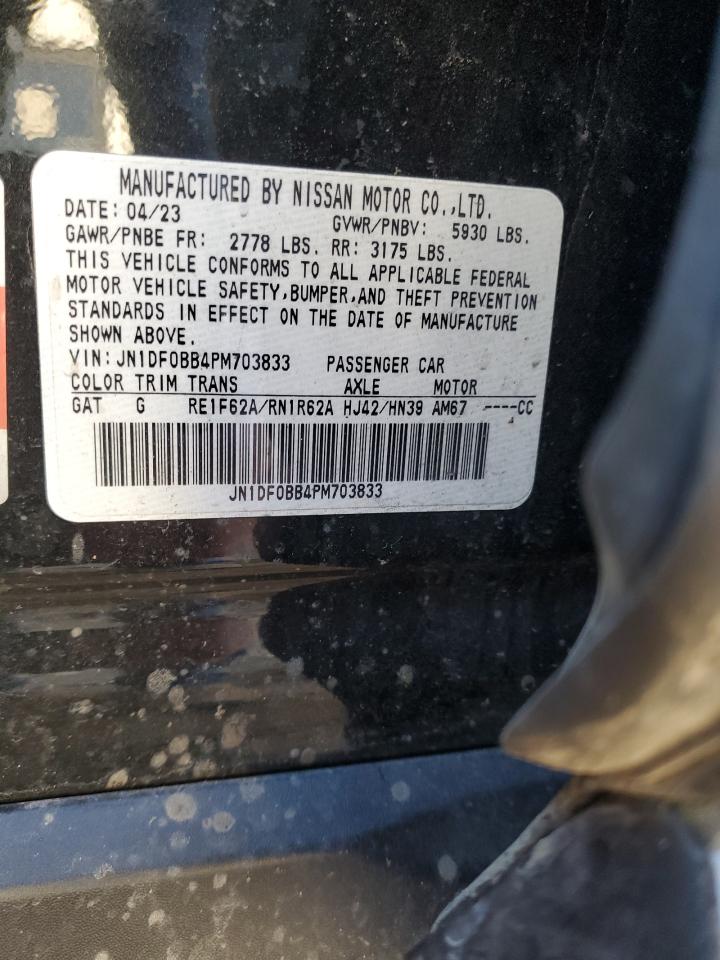 MANUFACTURED BY NISSAN MOTOR CO.,LTD.
DATE: 04/23 GVWR/PNBV: 5930 LBS.
GAWR/PNBE FR: 2778 LBS. RR: 3175 LBS.
THIS VEHICLE CONFORMS TO ALL APPLICABLE FEDERAL
MOTOR VEHICLE SAFETY,BUMPER,AND THEFT PREVENTION
STANDARDS IN EFFECT ON THE DATE OF MANUFACTURE
SHOWN ABOVE.
VIN:JN1DF0BB4PM703833 PASSENGER CAR
COLOR TRIM TRANS AXLE MOTOR
GAT G RE1F62A/RN1R62A HJ42/HN39 AM67 ----CC
JN1DF0BB4PM703833